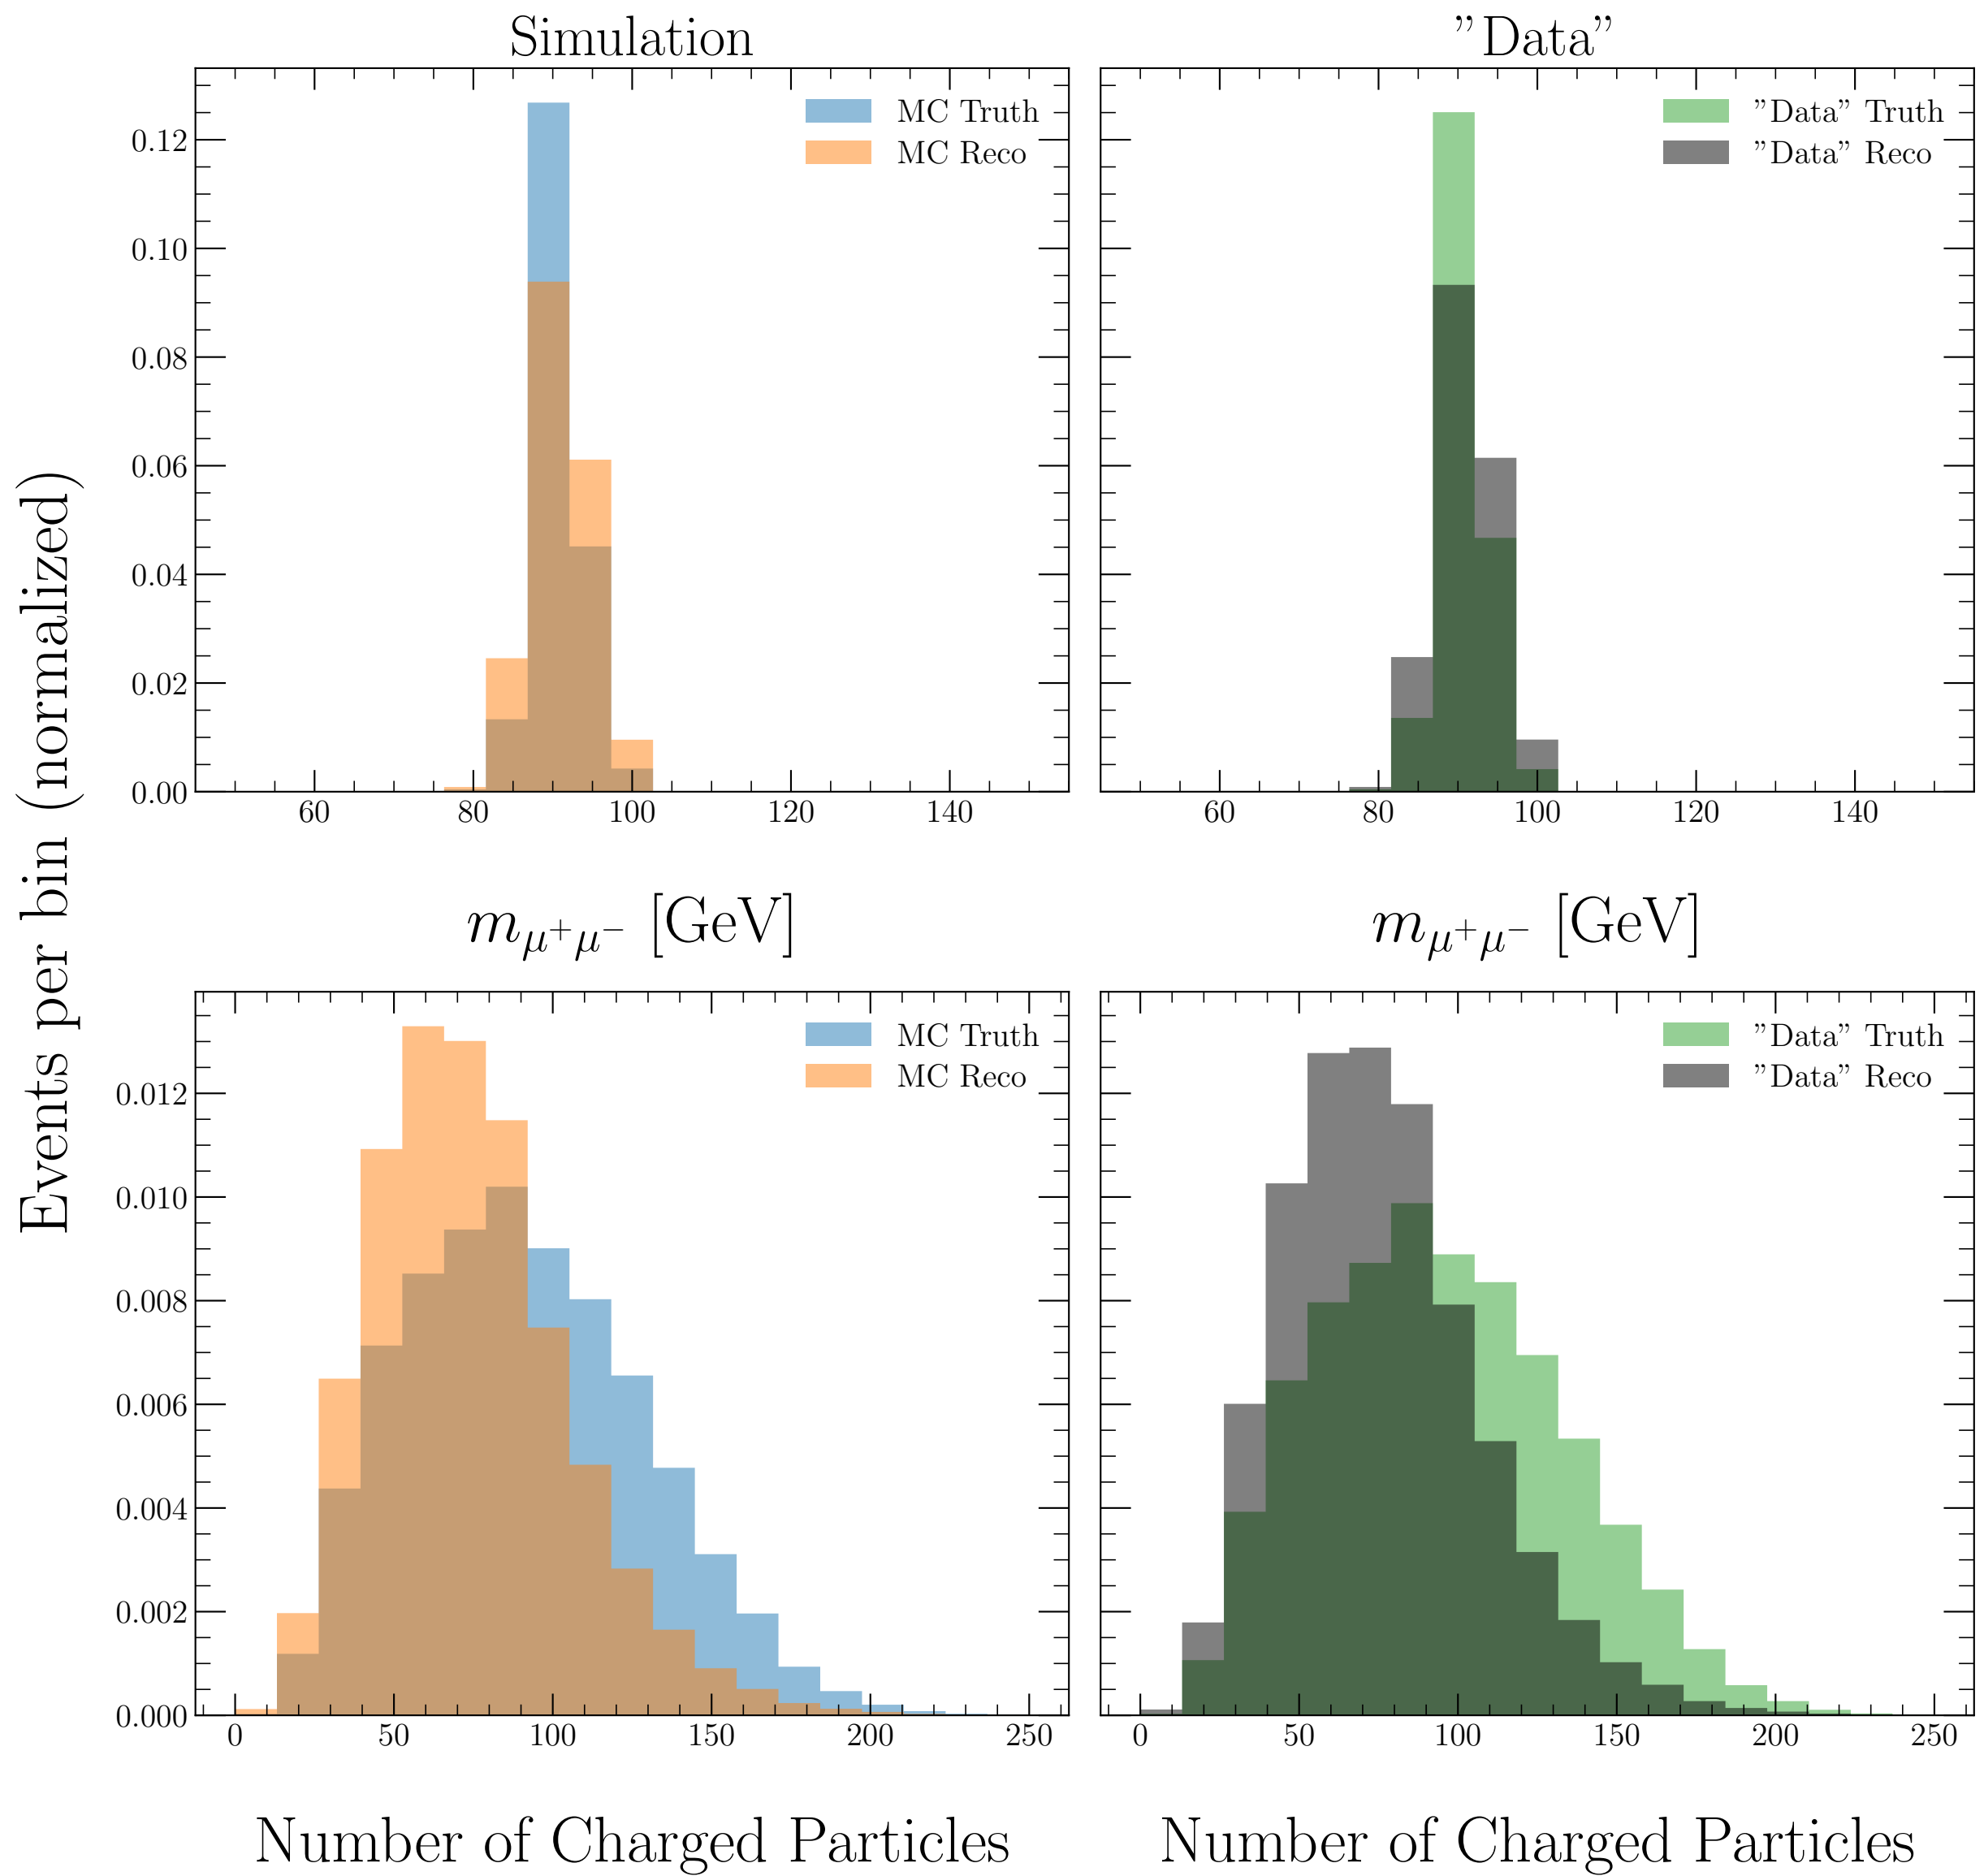 Simulation
"Data"
Events per bin (normalized)
MC Truth
MC Reco
0.12
0.10
0.08
0.06
0.04
0.02
0.00
60 80 100 120 140
m_{μ+μ−} [GeV]
”Data” Truth
”Data” Reco
60 80 100 120 140
m_{μ+μ−} [GeV]
MC Truth
MC Reco
0.012
0.010
0.008
0.006
0.004
0.002
0.000
0 50 100 150 200 250
Number of Charged Particles
”Data” Truth
”Data” Reco
0 50 100 150 200 250
Number of Charged Particles